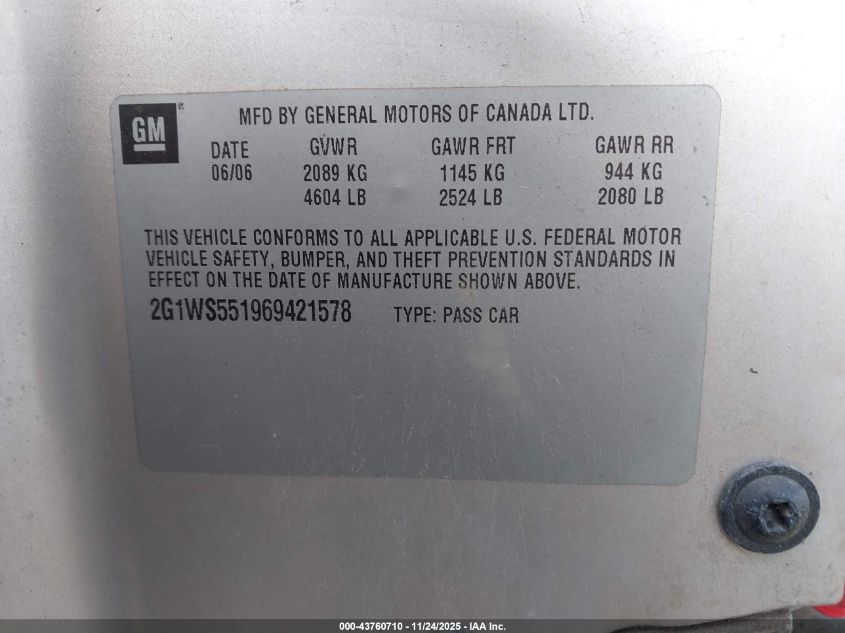 GM®
MFD BY GENERAL MOTORS OF CANADA LTD.
DATE GVWR GAWR FRT GAWR RR
06/06 2089 KG 1145 KG 944 KG
4604 LB 2524 LB 2080 LB
THIS VEHICLE CONFORMS TO ALL APPLICABLE U.S. FEDERAL MOTOR
VEHICLE SAFETY, BUMPER, AND THEFT PREVENTION STANDARDS IN
EFFECT ON THE DATE OF MANUFACTURE SHOWN ABOVE.
2G1WS551969421578 TYPE: PASS CAR
000-43760710 - 11/24/2025 - IAA Inc.